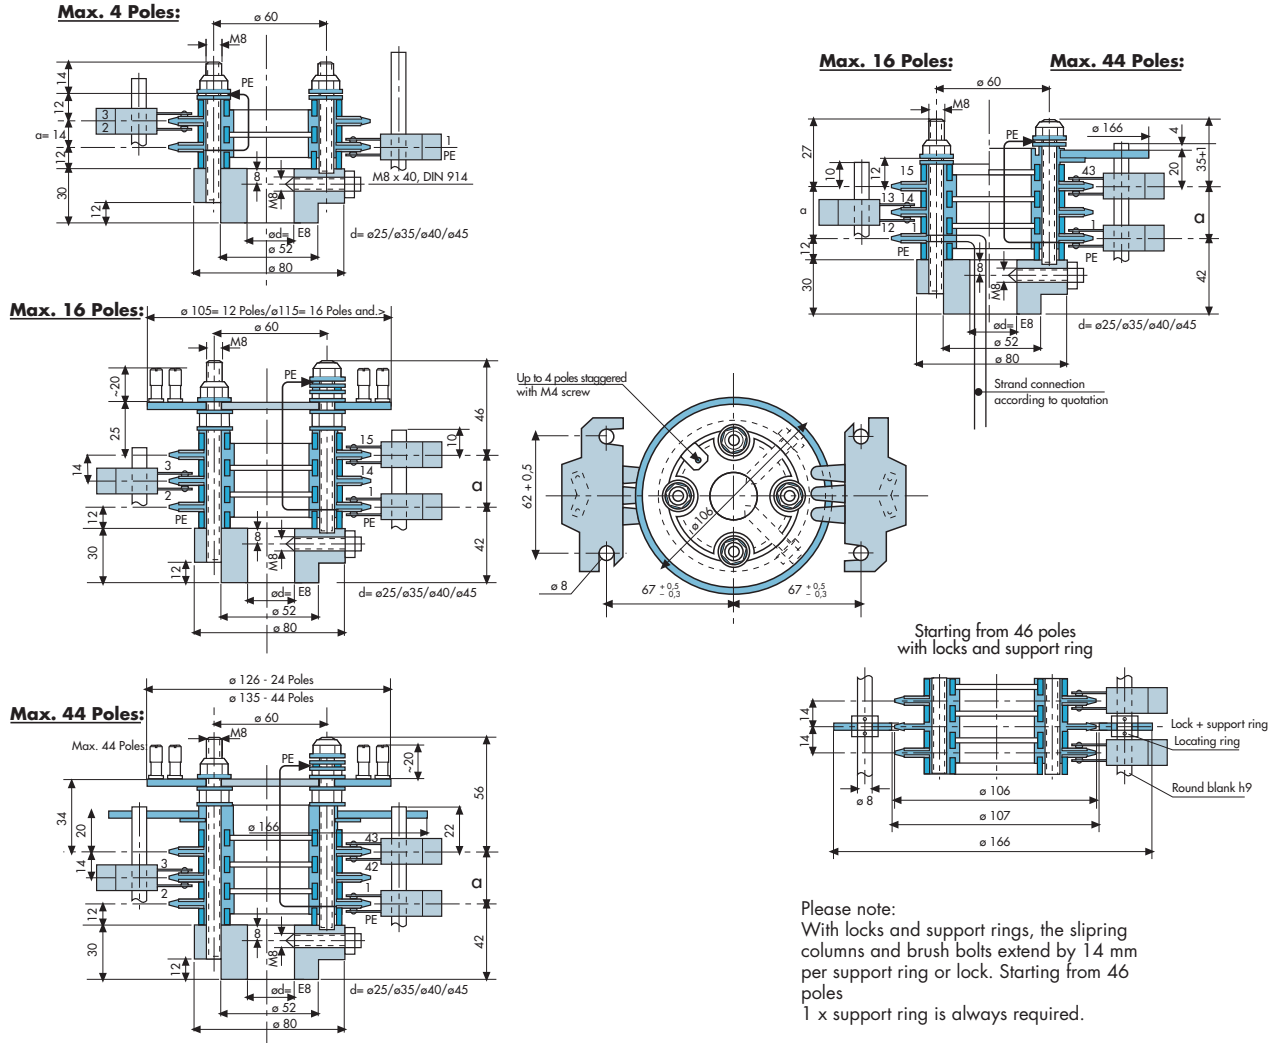 Max. 4 Poles:
ø 60
M8
PE
14
12
3
2
a= 14
12
1
PE
30
12
8
M8
M8 x 40, DIN 914
ød= E8
d= ø25/ø35/ø40/ø45
ø 52
ø 80
Max. 16 Poles:
ø 105= 12 Poles/ø115= 16 Poles and.>
ø 60
M8
PE
~20
25
46
10
15
14
3
14
2
1
a
PE
PE
12
30
12
8
M8
42
ød= E8
d= ø25/ø35/ø40/ø45
ø 52
ø 80
ø 126 - 24 Poles
ø 135 - 44 Poles
Max. 44 Poles:
ø 60
M8
Max. 44 Poles
PE
~20
56
34
20
22
ø 166
43
14
3
42
2
1
a
PE
12
30
12
8
M8
42
ød= E8
d= ø25/ø35/ø40/ø45
ø 52
ø 80
Max. 16 Poles:
Max. 44 Poles:
ø 60
M8
PE
ø 166
4
27
10
12
15
43
20
35+1
13
14
a
12
1
1
a
PE
PE
12
30
8
M8
42
ød= E8
d= ø25/ø35/ø40/ø45
ø 52
ø 80
Strand connection
according to quotation
Up to 4 poles staggered
with M4 screw
62 + 0,5
ø106
ø 8
67 + 0,5 − 0,3
67 + 0,5 − 0,3
Starting from 46 poles
with locks and support ring
14
14
Lock + support ring
Locating ring
Round blank h9
ø 8
ø 106
ø 107
ø 166
Please note:
With locks and support rings, the slipring
columns and brush bolts extend by 14 mm
per support ring or lock. Starting from 46
poles
1 x support ring is always required.